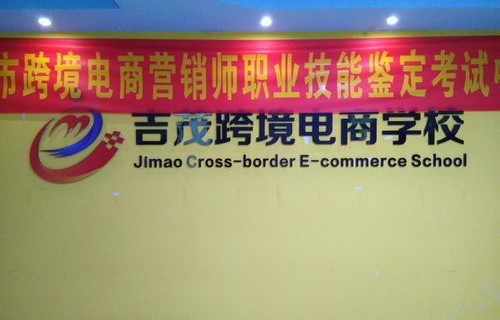 市跨境电商营销师职业技能鉴定考试
吉茂跨境电商学校
Jimao Cross-border E-commerce School